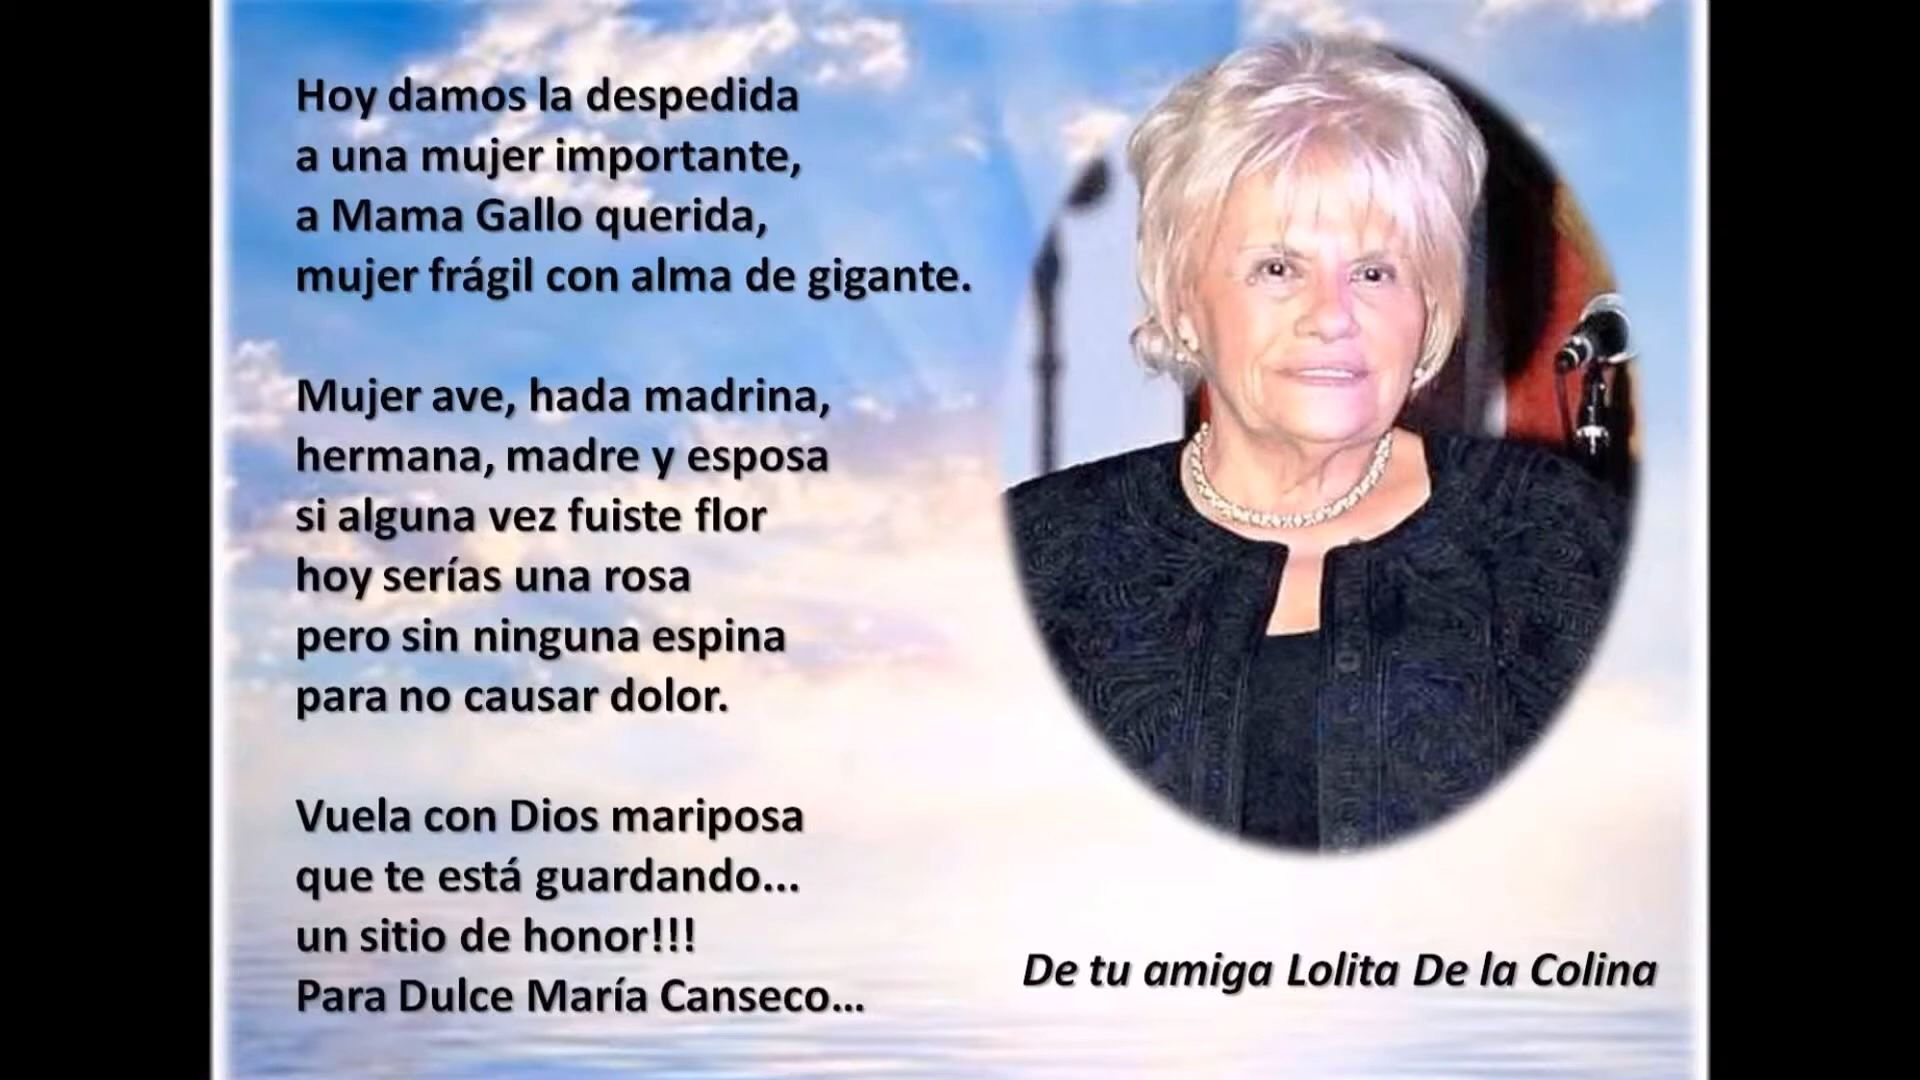 Hoy damos la despedida
a una mujer importante,
a Mama Gallo querida,
mujer frágil con alma de gigante.
Mujer ave, hada madrina,
hermana, madre y esposa
si alguna vez fuiste flor
hoy serías una rosa
pero sin ninguna espina
para no causar dolor.
Vuela con Dios mariposa
que te está guardando...
un sitio de honor!!!
Para Dulce María Canseco...
De tu amiga Lolita De la Colina